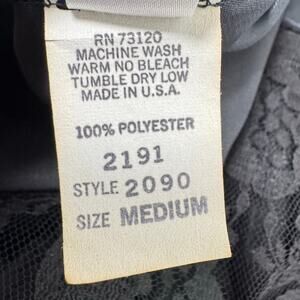 RN 73120
MACHINE WASH
WARM NO BLEACH
TUMBLE DRY LOW
MADE IN U.S.A.
100% POLYESTER
2191
STYLE 2090
SIZE MEDIUM